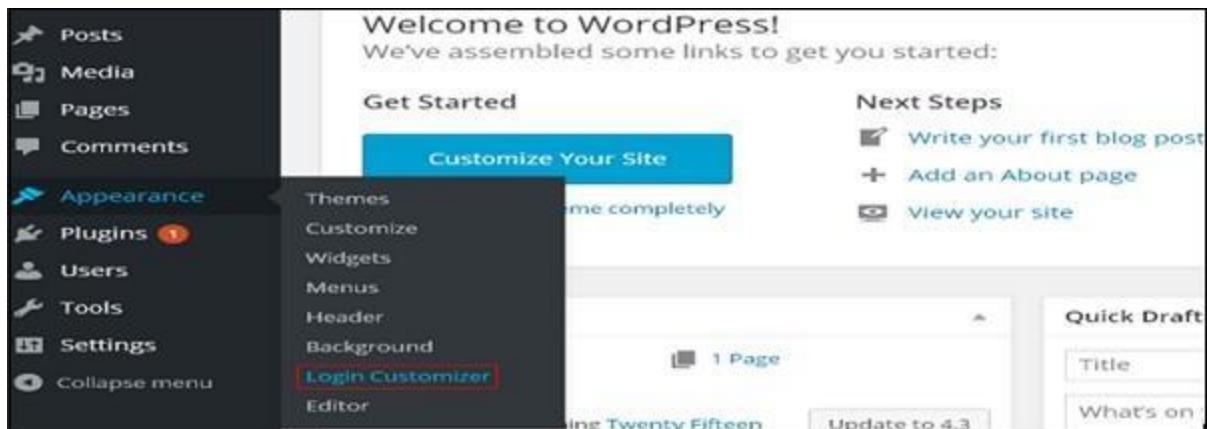 Posts
Media
Pages
Comments
Appearance
Plugins 1
Users
Tools
Settings
Collapse menu
Themes
Customize
Widgets
Menus
Header
Background
Login Customizer
Editor
Welcome to WordPress!
We've assembled some links to get you started:
Get Started
Customize Your Site
me completely
Next Steps
Write your first blog post
Add an About page
View your site
1 Page
ing Twenty Fifteen
Update to 4.3
Quick Draft
Title
What's on